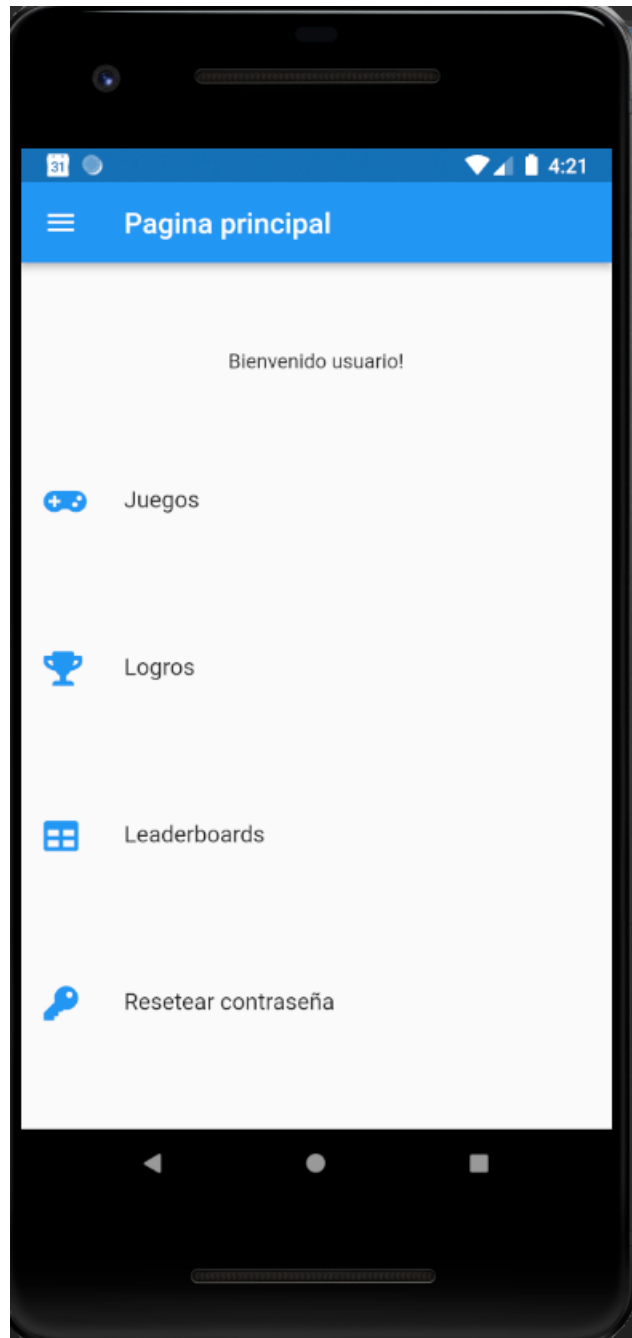 31
4:21
Pagina principal
Bienvenido usuario!
Juegos
Logros
Leaderboards
Resetear contraseña